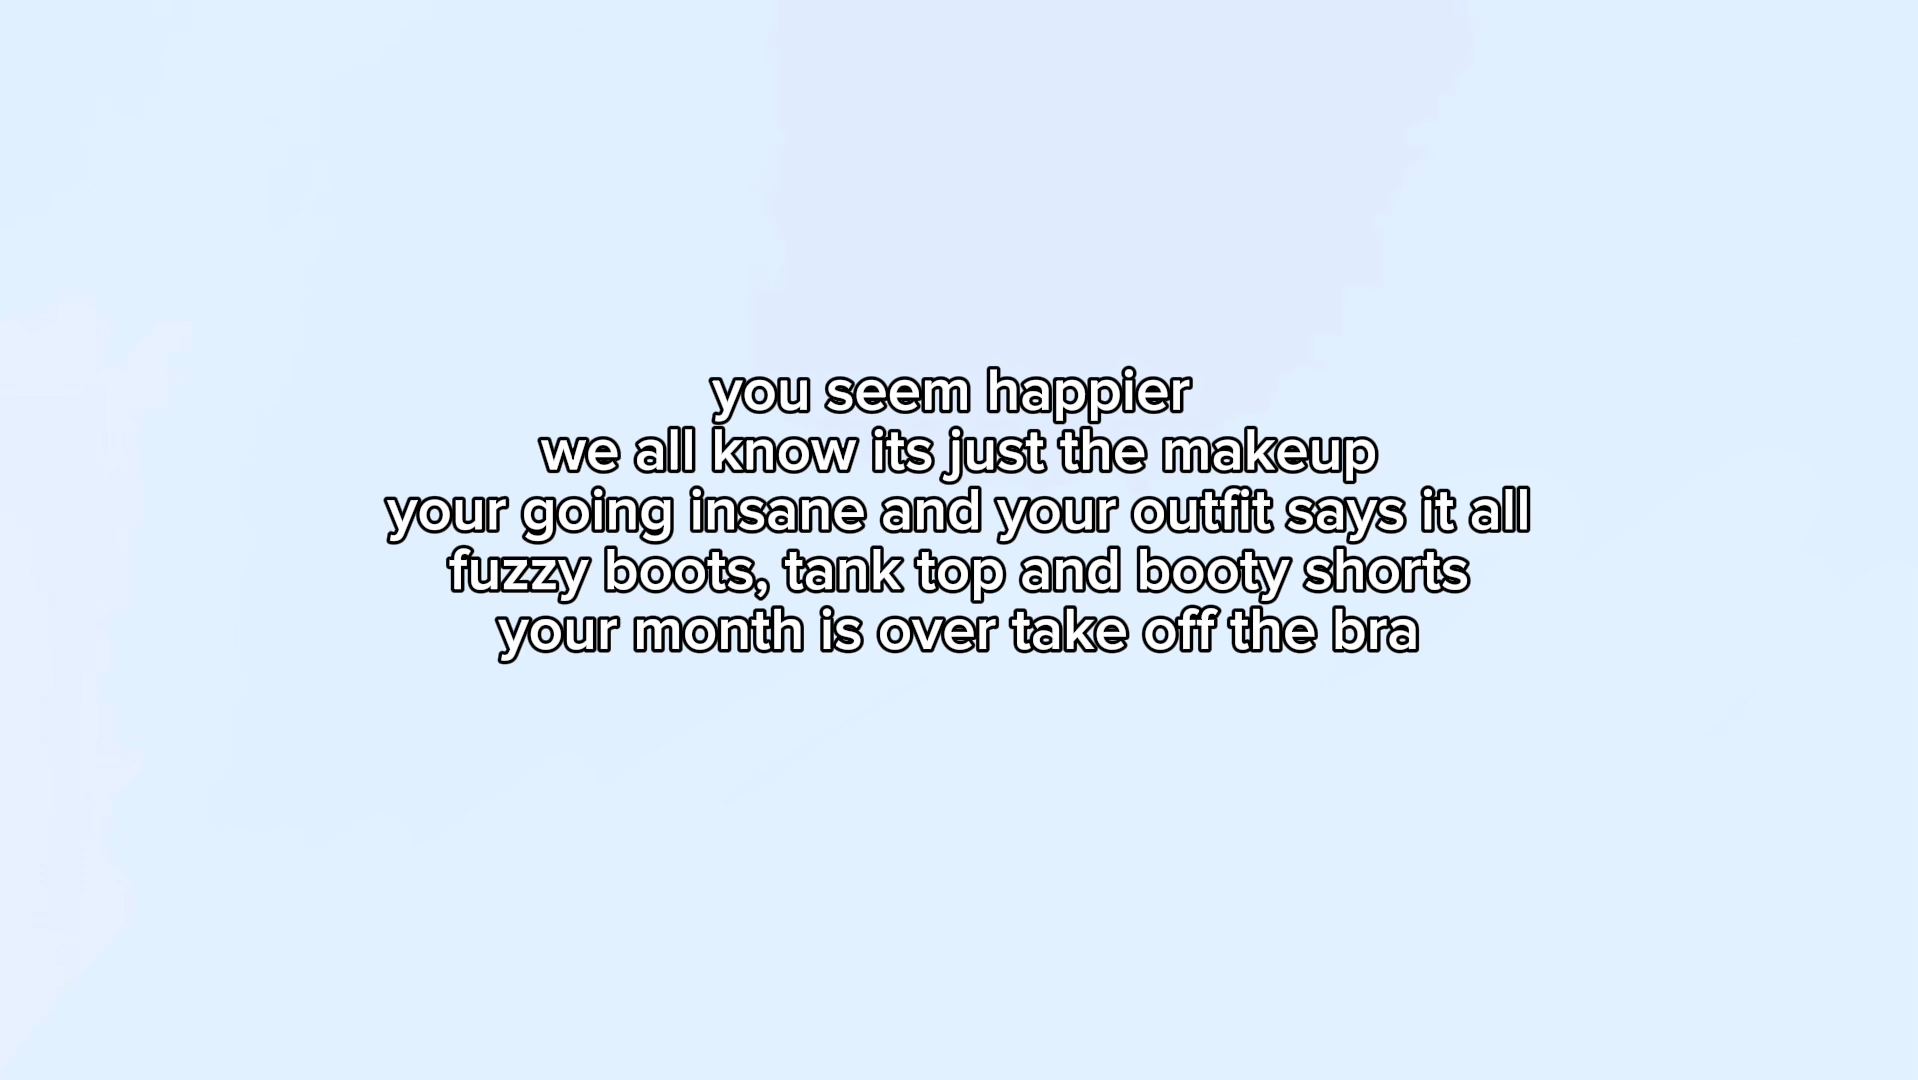 you seem happier
we all know its just the makeup
your going insane and your outfit says it all
fuzzy boots, tank top and booty shorts
your month is over take off the bra